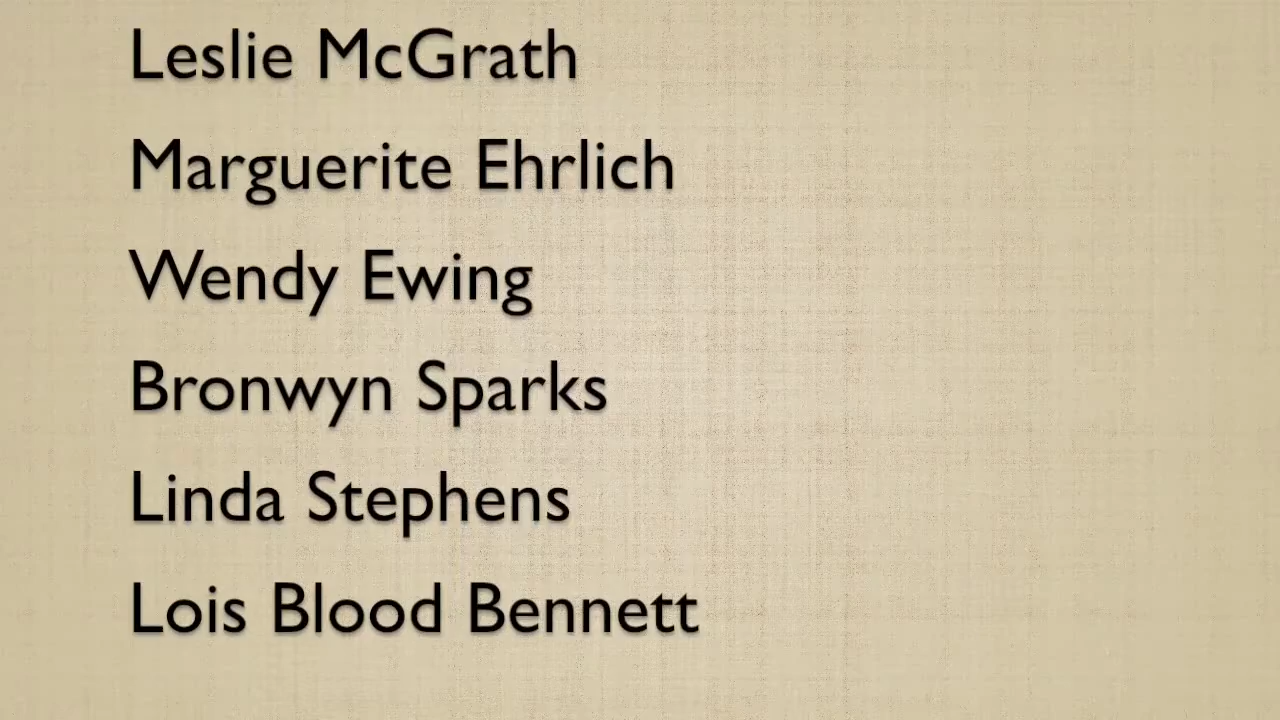 Leslie McGrath
Marguerite Ehrlich
Wendy Ewing
Bronwyn Sparks
Linda Stephens
Lois Blood Bennett